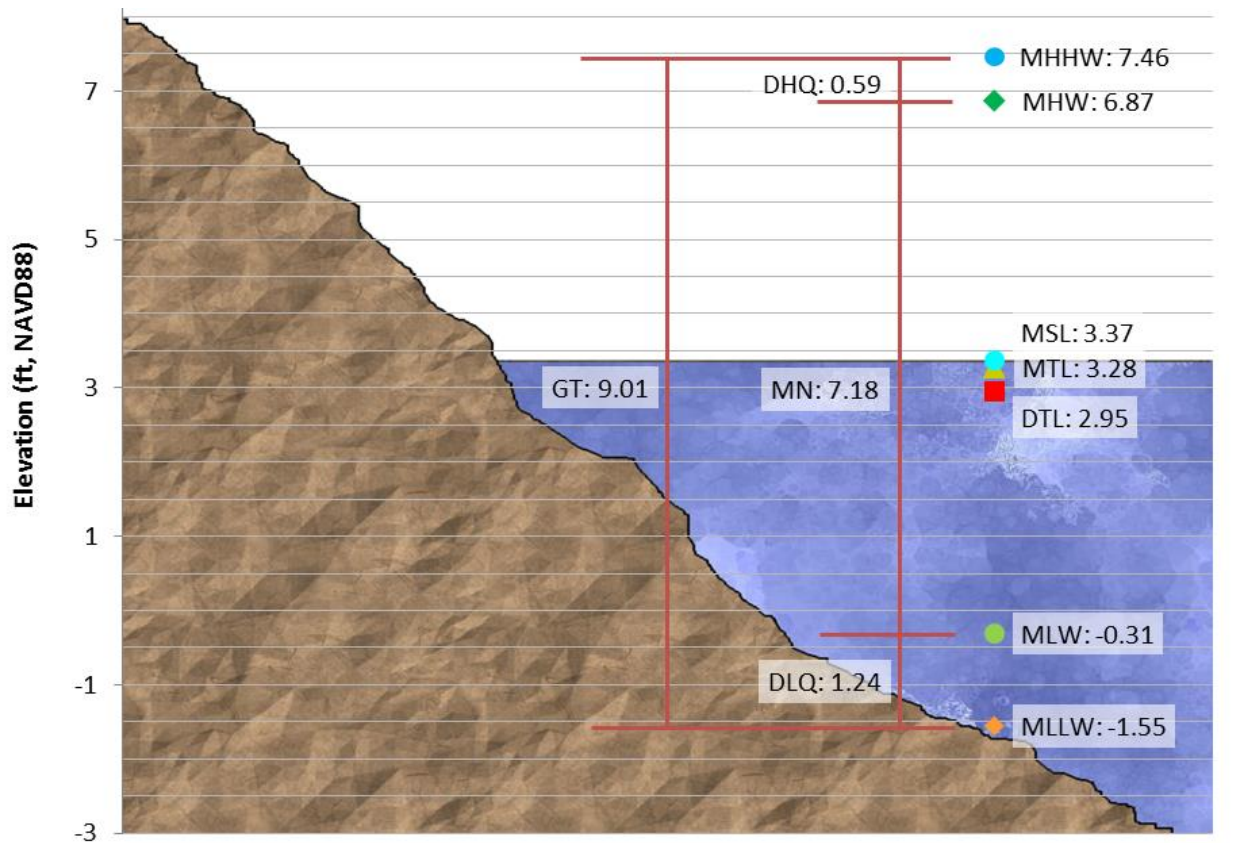 MHHW: 7.46
DHQ: 0.59
7
MHW: 6.87
5
Elevation (ft, NAVD88)
MSL: 3.37
3
GT: 9.01
MN: 7.18
MTL: 3.28
DTL: 2.95
1
MLW: -0.31
-1
DLQ: 1.24
MLLW: -1.55
-3